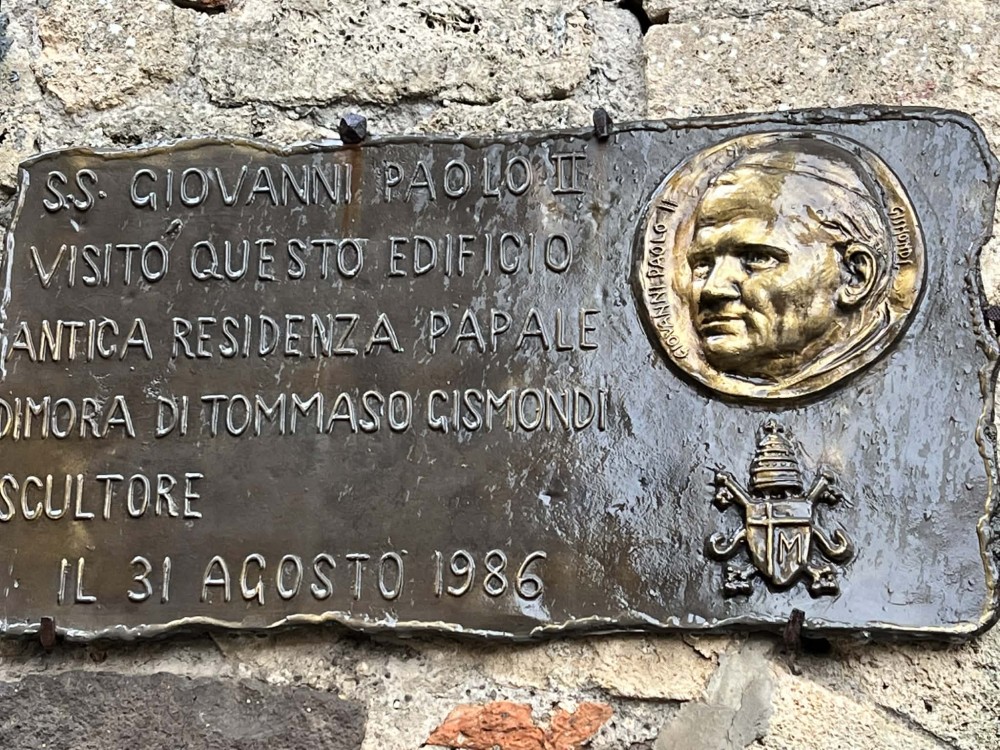 S.S. GIOVANNI PAOLO II
VISITÒ QUESTO EDIFICIO
ANTICA RESIDENZA PAPALE
DIMORA DI TOMMASO GISMONDI
SCULTORE
IL 31 AGOSTO 1986
GIOVANNI PAOLO II
GISMONDI
M